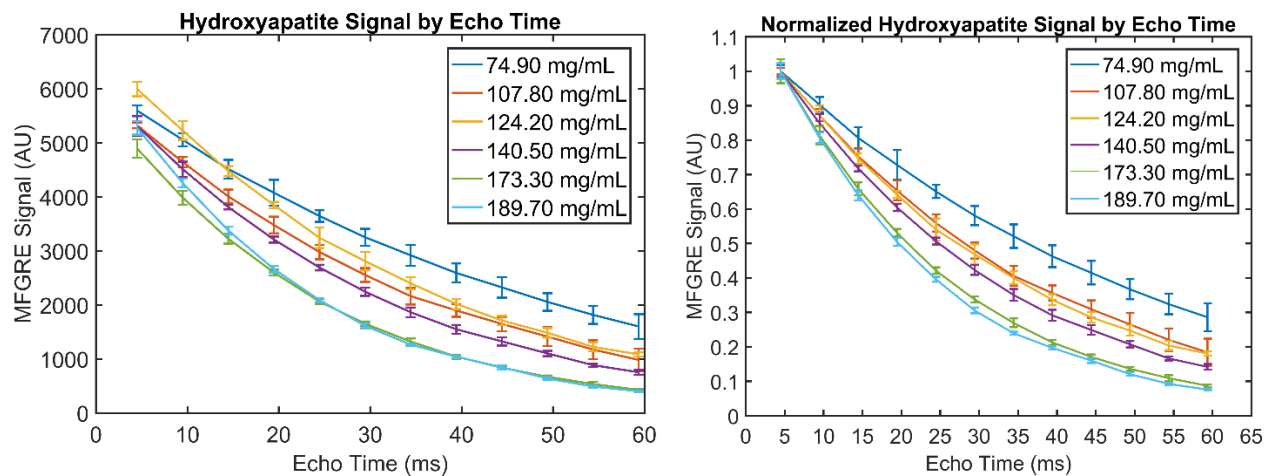 Hydroxyapatite Signal by Echo Time
MFGRE Signal (AU)
7000
6000
5000
4000
3000
2000
1000
0
74.90 mg/mL
107.80 mg/mL
124.20 mg/mL
140.50 mg/mL
173.30 mg/mL
189.70 mg/mL
0 10 20 30 40 50 60
Echo Time (ms)
Normalized Hydroxyapatite Signal by Echo Time
MFGRE Signal (AU)
1.1
1
0.9
0.8
0.7
0.6
0.5
0.4
0.3
0.2
0.1
0
74.90 mg/mL
107.80 mg/mL
124.20 mg/mL
140.50 mg/mL
173.30 mg/mL
189.70 mg/mL
0 5 10 15 20 25 30 35 40 45 50 55 60 65
Echo Time (ms)